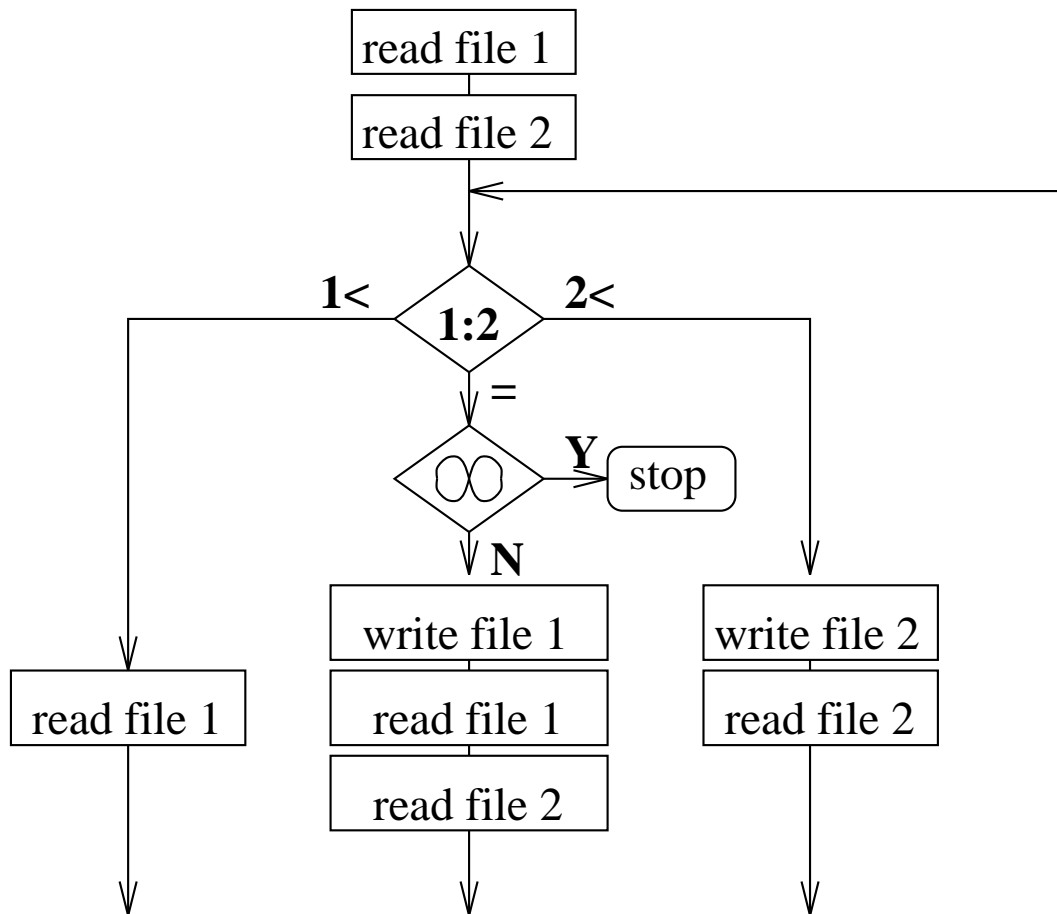 read file 1
read file 2
1<
1:2
2<
=
∞
Y
stop
N
write file 1
write file 2
read file 1
read file 1
read file 2
read file 2